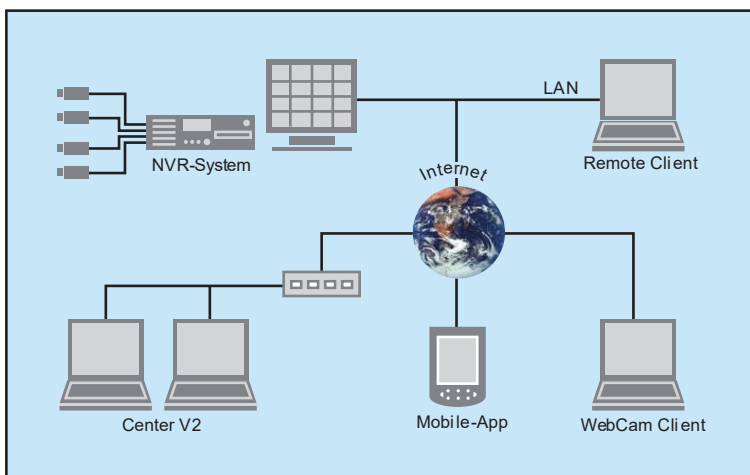 LAN
NVR-System
Remote Client
Internet
Center V2
Mobile-App
WebCam Client